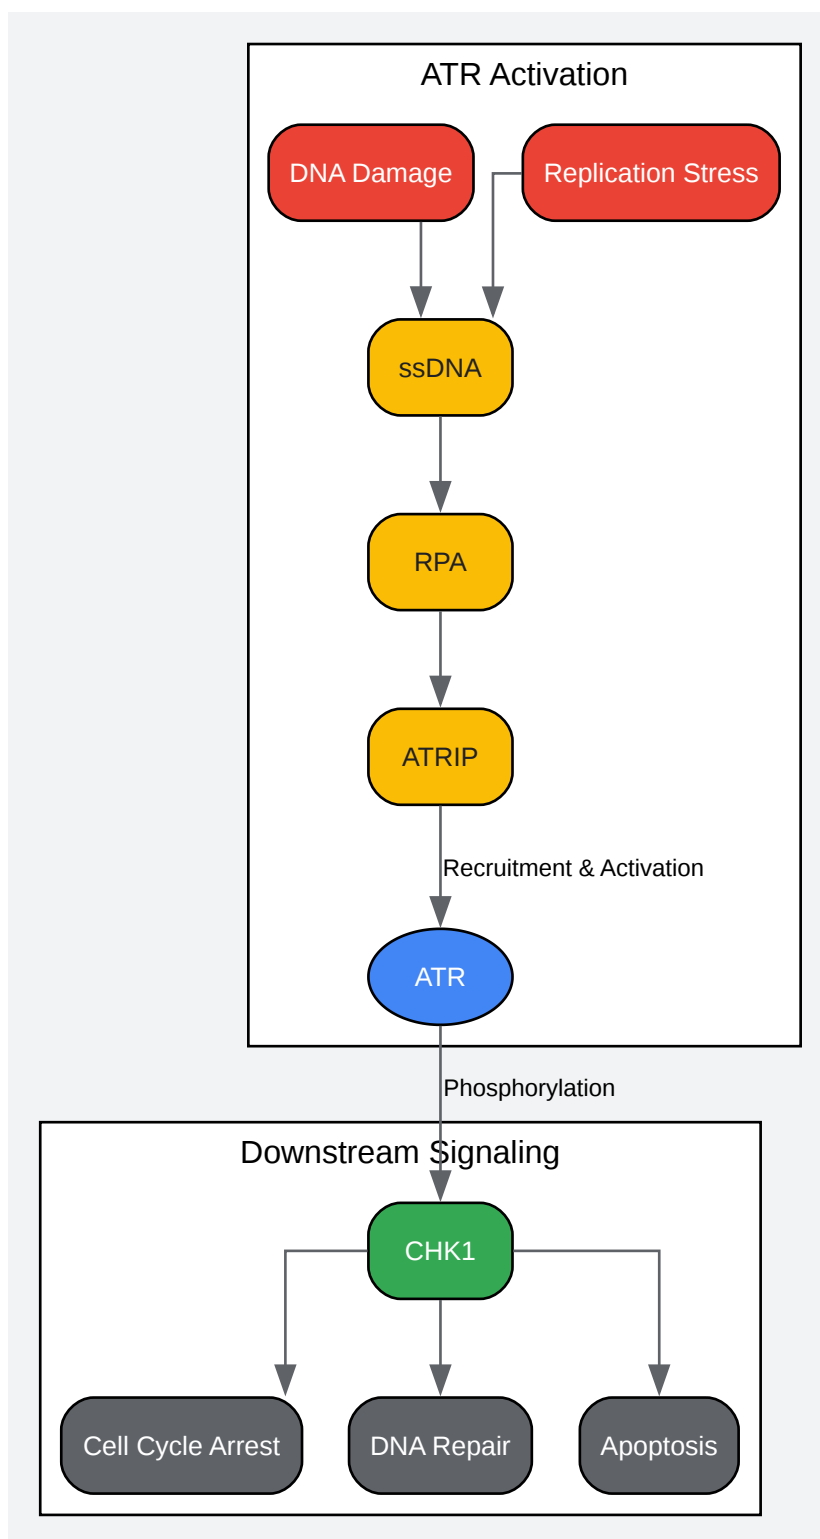 ATR Activation
DNA Damage
Replication Stress
ssDNA
RPA
ATRIP
Recruitment & Activation
ATR
Phosphorylation
Downstream Signaling
CHK1
Cell Cycle Arrest
DNA Repair
Apoptosis